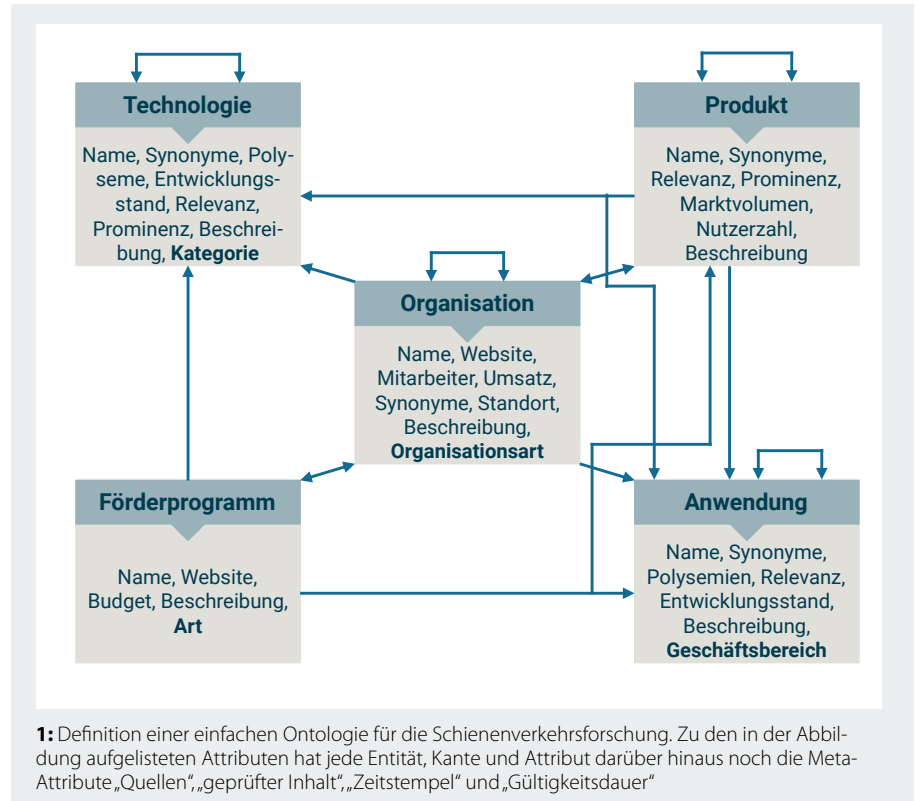 Technologie
Name, Synonyme, Poly-
seme, Entwicklungs-
stand, Relevanz,
Prominenz, Beschrei-
bung, Kategorie
Produkt
Name, Synonyme,
Relevanz, Prominenz,
Marktvolumen,
Nutzerzahl,
Beschreibung
Organisation
Name, Website,
Mitarbeiter, Umsatz,
Synonyme, Standort,
Beschreibung,
Organisationsart
Förderprogramm
Name, Website,
Budget, Beschreibung,
Art
Anwendung
Name, Synonyme,
Polysemien, Relevanz,
Entwicklungsstand,
Beschreibung,
Geschäftsbereich
1: Definition einer einfachen Ontologie für die Schienenverkehrsforschung. Zu den in der Abbil-
dung aufgelisteten Attributen hat jede Entität, Kante und Attribut darüber hinaus noch die Meta-
Attribute „Quellen“, „geprüfter Inhalt“, „Zeitstempel“ und „Gültigkeitsdauer“